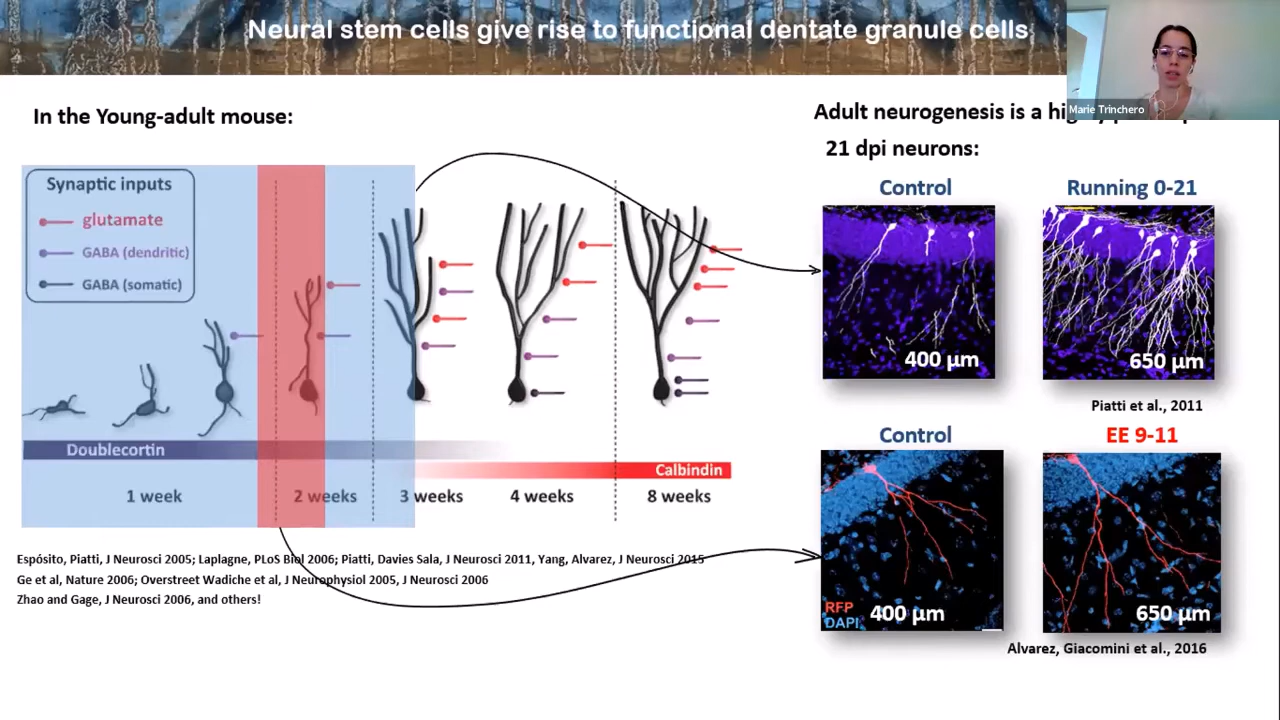 Neural stem cells give rise to functional dentate granule cells
Marie Trinchero
In the Young-adult mouse:
Adult neurogenesis is a
21 dpi neurons:
Synaptic inputs
glutamate
GABA (dendritic)
GABA (somatic)
Doublecortin
Calbindin
1 week
2 weeks
3 weeks
4 weeks
8 weeks
Control
Running 0-21
400 µm
650 µm
Piatti et al., 2011
Control
EE 9-11
RFP
DAPI
400 µm
650 µm
Alvarez, Giacomini et al., 2016
Espósito, Piatti, J Neurosci 2005; Laplagne, PLoS Biol 2006; Piatti, Davies Sala, J Neurosci 2011, Yang, Alvarez, J Neurosci 2015
Ge et al, Nature 2006; Overstreet Wadiche et al, J Neurophysiol 2005, J Neurosci 2006
Zhao and Gage, J Neurosci 2006, and others!